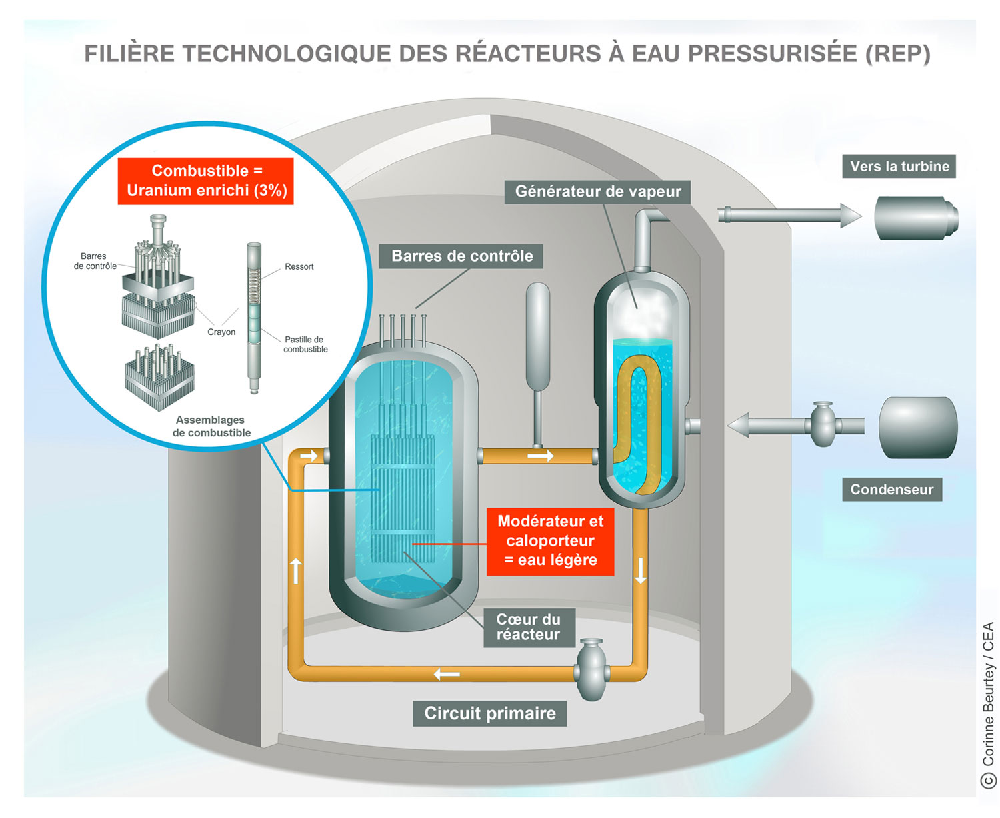 FILIÈRE TECHNOLOGIQUE DES RÉACTEURS À EAU PRESSURISÉE (REP)
Combustible =
Uranium enrichi (3%)
Barres
de contrôle
Ressort
Crayon
Pastille de
combustible
Assemblages
de combustible
Barres de contrôle
Générateur de vapeur
Vers la turbine
Condenseur
Modérateur et
caloporteur
= eau légère
Cœur du
réacteur
Circuit primaire
© Corinne Beurtey / CEA